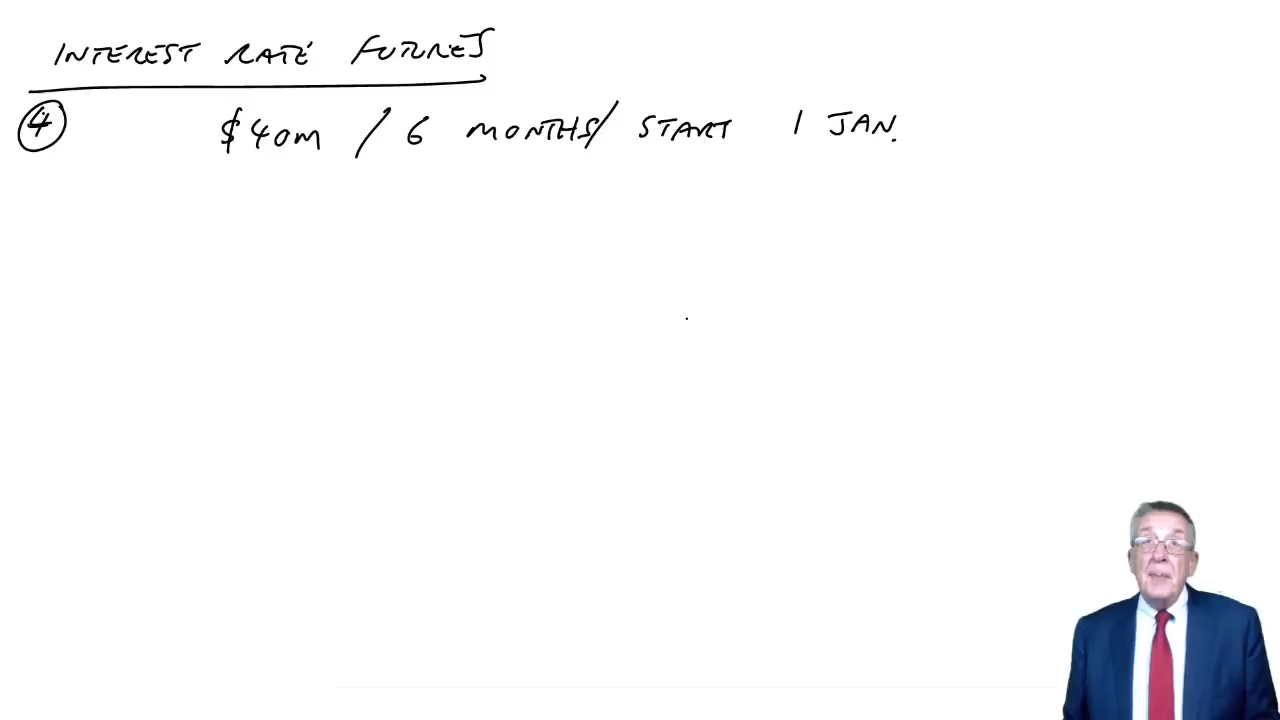 INTEREST RATE FUTURES
4 $40M / 6 MONTHS/ START 1 JAN.